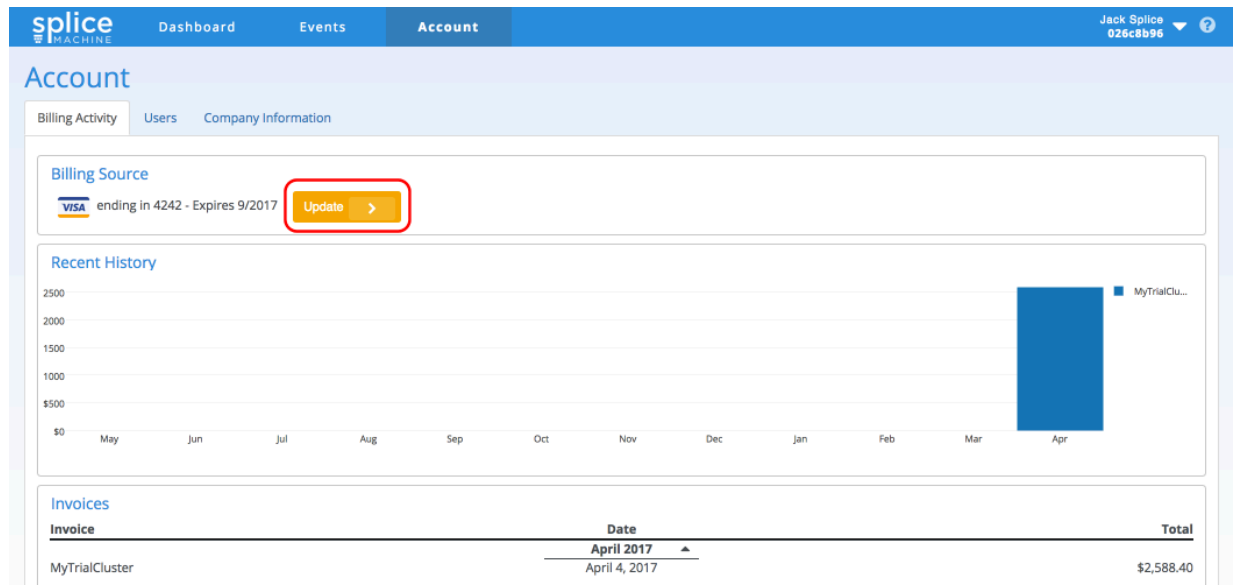 splice MACHINE Dashboard Events Account Jack Splice 026c8b96 ?
Account
Billing Activity Users Company Information
Billing Source
VISA ending in 4242 - Expires 9/2017 Update >
Recent History
2500
2000
1500
1000
$500
$0
May Jun Jul Aug Sep Oct Nov Dec Jan Feb Mar Apr
MyTrialClu...
Invoices
Invoice Date Total
April 2017
MyTrialCluster April 4, 2017 $2,588.40